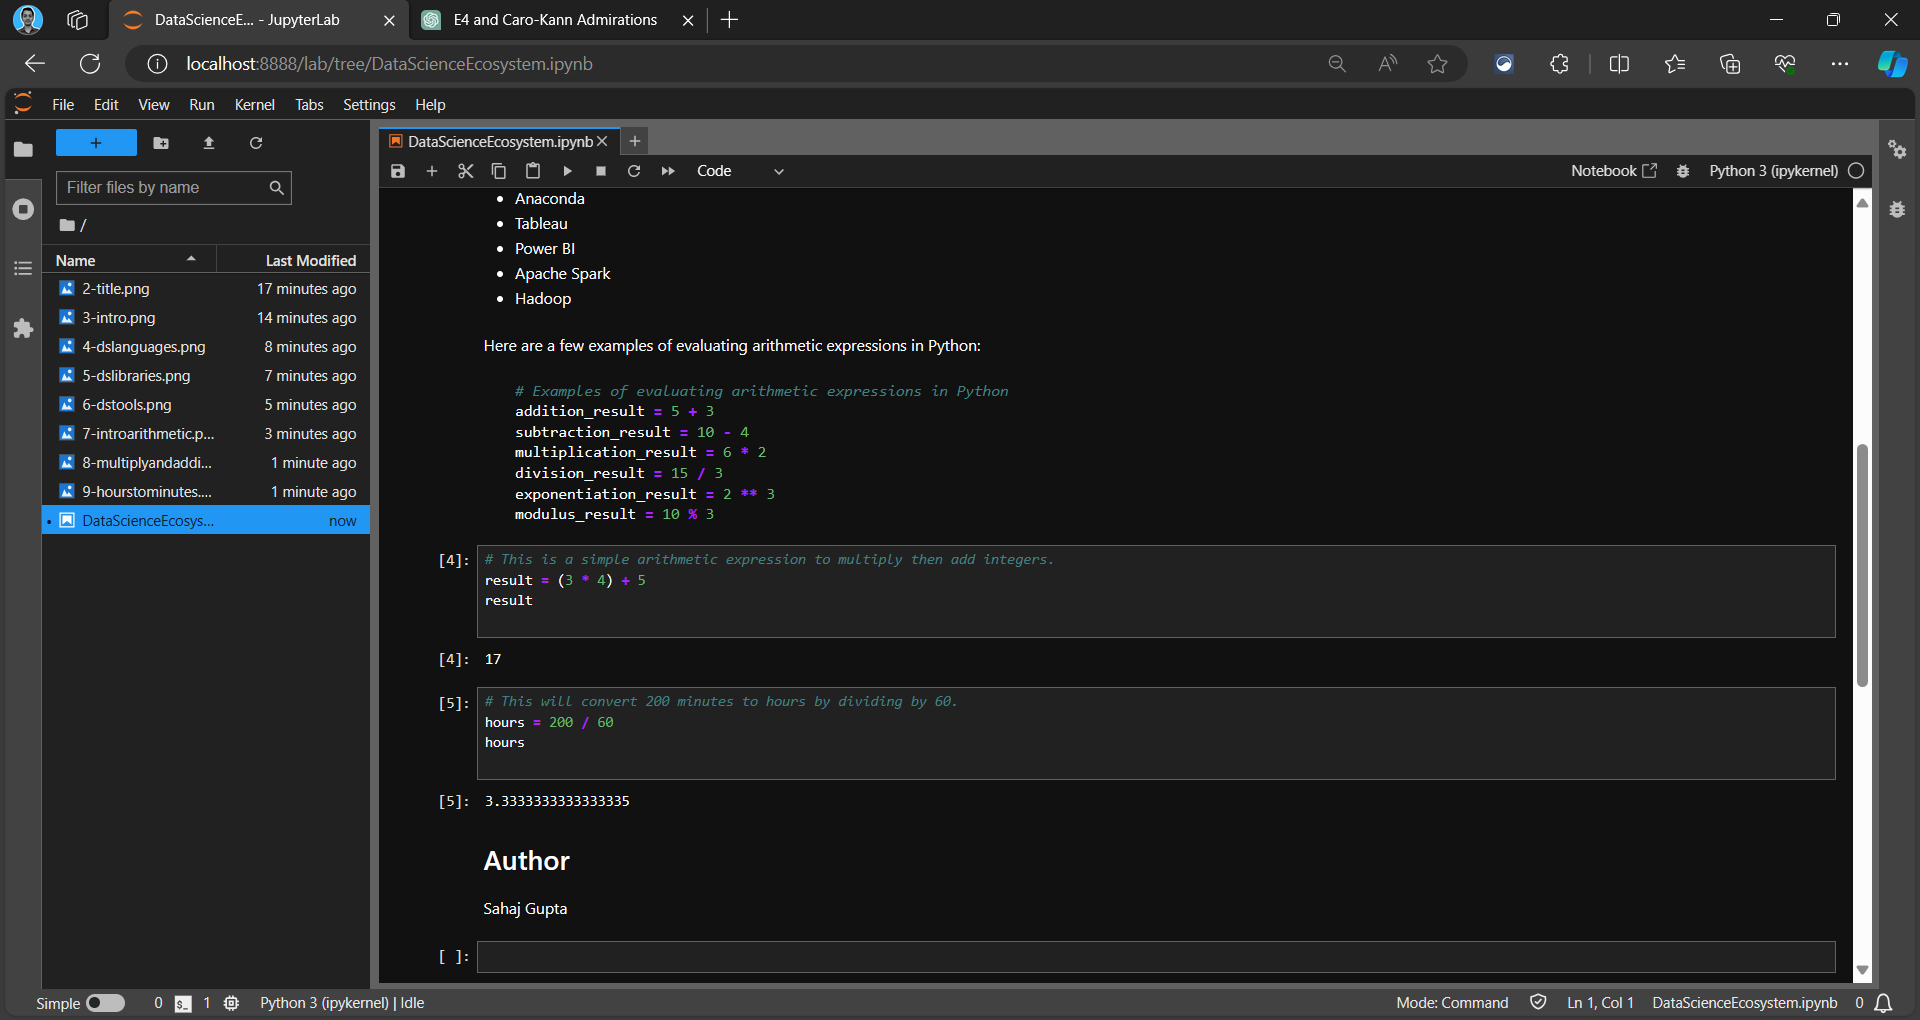 DataScienceE... - JupyterLab
E4 and Caro-Kann Admirations
localhost:8888/lab/tree/DataScienceEcosystem.ipynb
File Edit View Run Kernel Tabs Settings Help
Filter files by name
/
Name Last Modified
2-title.png 17 minutes ago
3-intro.png 14 minutes ago
4-dslanguages.png 8 minutes ago
5-dslibraries.png 7 minutes ago
6-dstools.png 5 minutes ago
7-introarithmetic.p... 3 minutes ago
8-multiplyandaddi... 1 minute ago
9-hourstominutes.... 1 minute ago
DataScienceEcosys... now
DataScienceEcosystem.ipynb
Code
Notebook Python 3 (ipykernel)
• Anaconda
• Tableau
• Power BI
• Apache Spark
• Hadoop
Here are a few examples of evaluating arithmetic expressions in Python:
# Examples of evaluating arithmetic expressions in Python
addition_result = 5 + 3
subtraction_result = 10 - 4
multiplication_result = 6 * 2
division_result = 15 / 3
exponentiation_result = 2 ** 3
modulus_result = 10 % 3
[4]: # This is a simple arithmetic expression to multiply then add integers.
result = (3 * 4) + 5
result
[4]: 17
[5]: # This will convert 200 minutes to hours by dividing by 60.
hours = 200 / 60
hours
[5]: 3.3333333333333335
Author
Sahaj Gupta
[ ]:
Simple 0 $_ 1 Python 3 (ipykernel) | Idle
Mode: Command Ln 1, Col 1 DataScienceEcosystem.ipynb 0